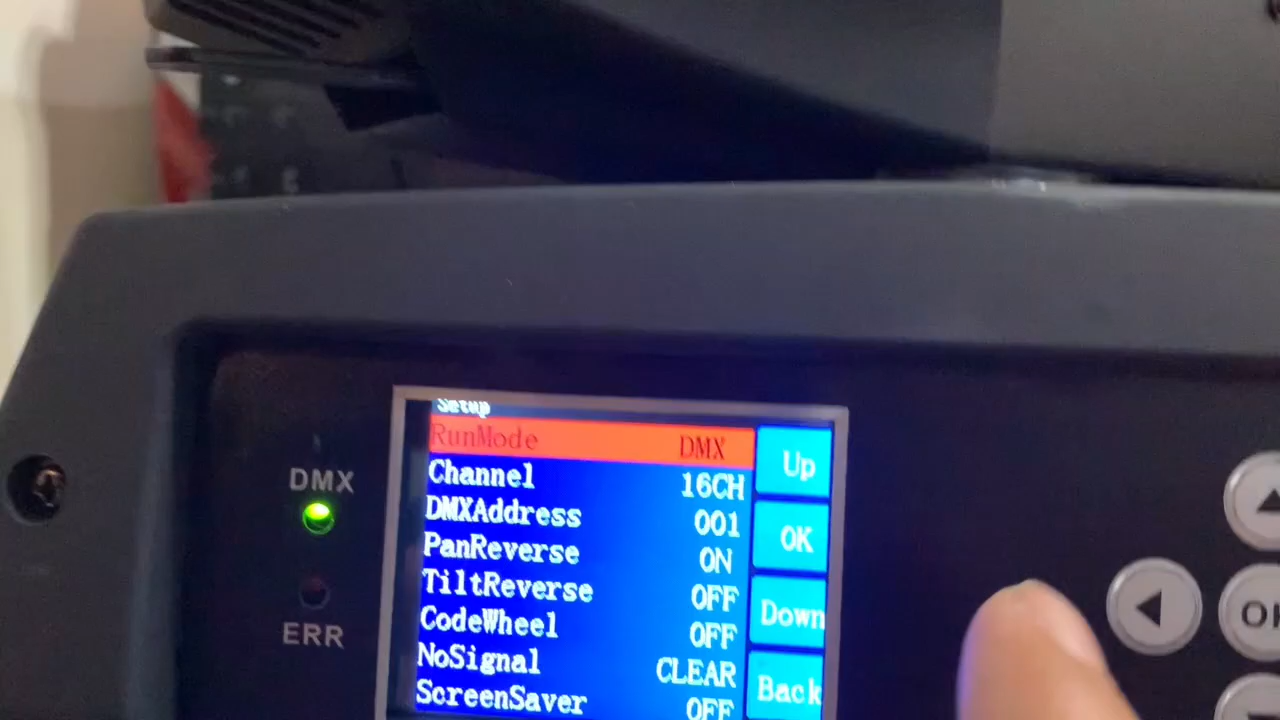 Setup
RunMode DMX
Channel 16CH
DMXAddress 001
PanReverse ON
TiltReverse OFF
CodeWheel OFF
NoSignal CLEAR
ScreenSaver OFF
Up
OK
Down
Back
DMX
ERR